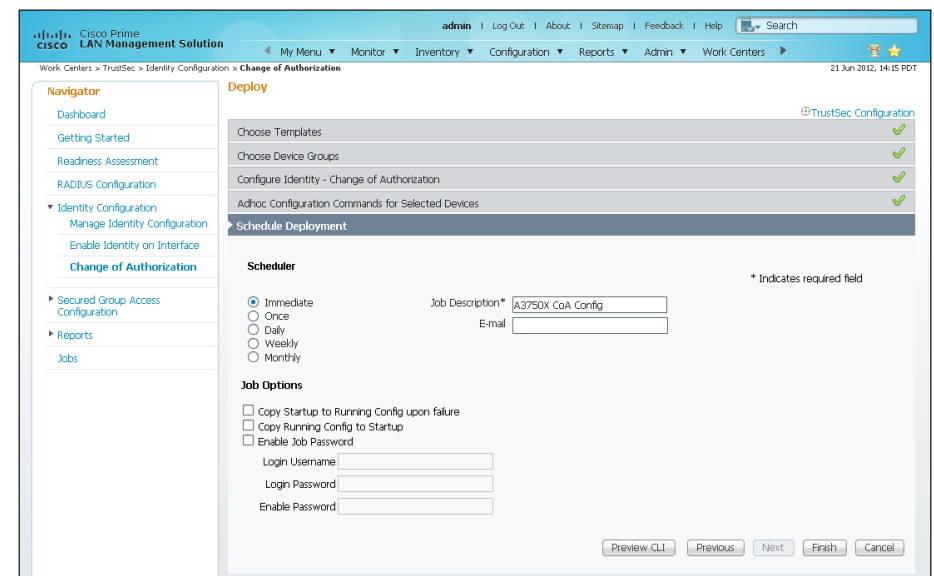 admin | Log Out | About | Sitemap | Feedback | Help Search
Cisco Prime
CISCO LAN Management Solution
My Menu Monitor Inventory Configuration Reports Admin Work Centers
Work Centers > TrustSec > Identity Configuration > Change of Authorization 21 Jun 2012, 14:15 PDT
Navigator
Dashboard
Getting Started
Readiness Assessment
RADIUS Configuration
Identity Configuration
Manage Identity Configuration
Enable Identity on Interface
Change of Authorization
Secured Group Access
Configuration
Reports
Jobs
Deploy
TrustSec Configuration
Choose Templates
Choose Device Groups
Configure Identity - Change of Authorization
Adhoc Configuration Commands for Selected Devices
Schedule Deployment
Scheduler
* Indicates required field
Immediate
Once
Daily
Weekly
Monthly
Job Description* A3750X CoA Config
E-mail
Job Options
Copy Startup to Running Config upon failure
Copy Running Config to Startup
Enable Job Password
Login Username
Login Password
Enable Password
Preview CLI Previous Next Finish Cancel